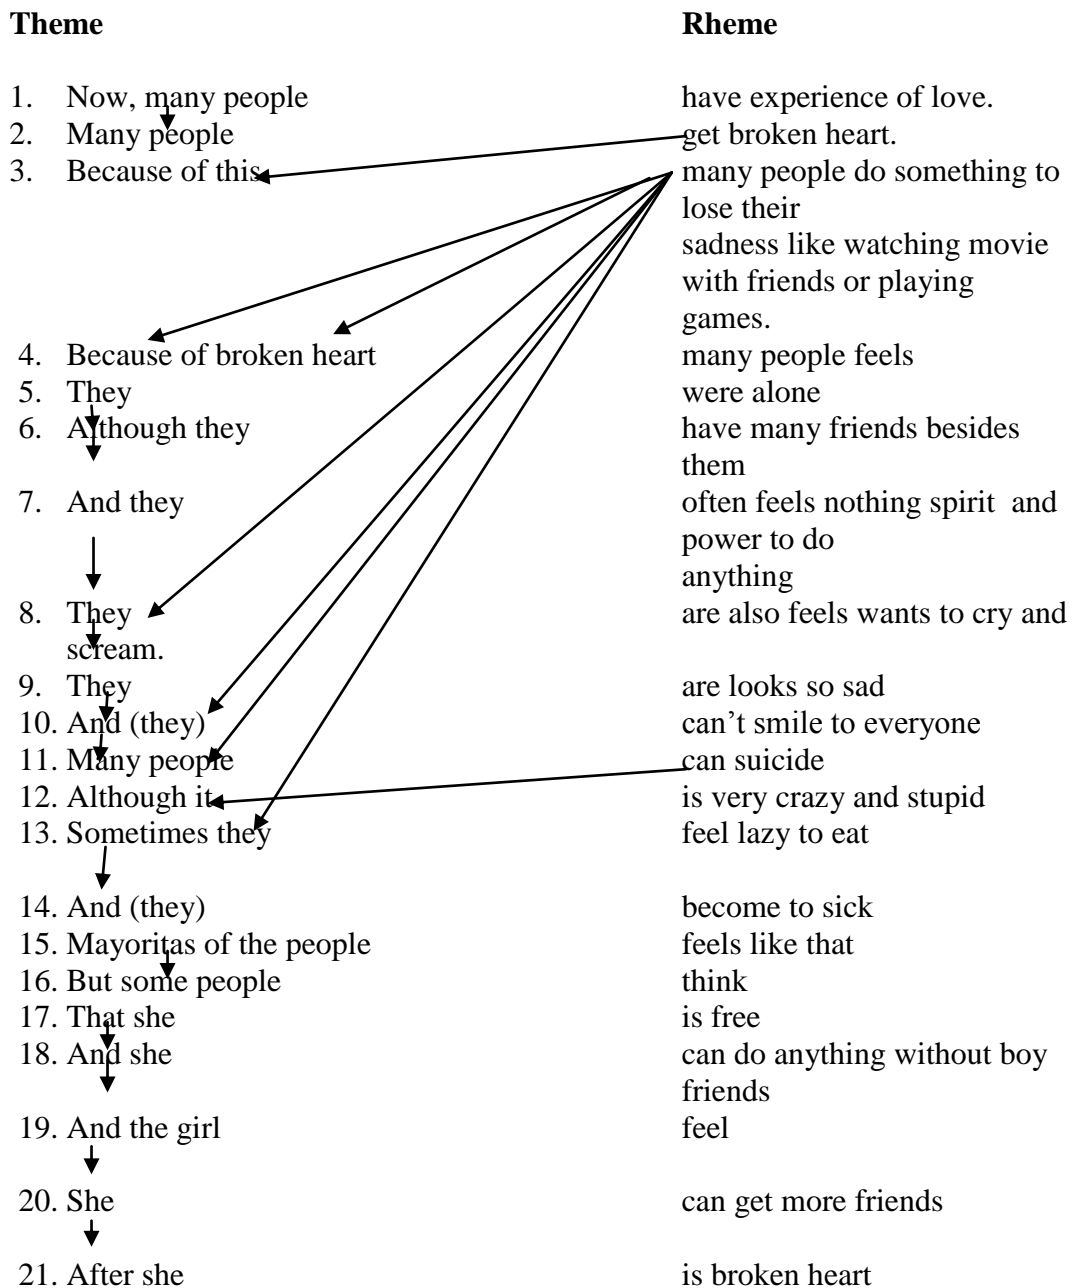 Theme Rheme
1. Now, many people have experience of love.
2. Many people get broken heart.
3. Because of this many people do something to
lose their
sadness like watching movie
with friends or playing
games.
4. Because of broken heart many people feels
5. They were alone
6. Although they have many friends besides
them
7. And they often feels nothing spirit and
power to do
anything
8. They are also feels wants to cry and
scream.
9. They are looks so sad
10. And (they) can't smile to everyone
11. Many people can suicide
12. Although it is very crazy and stupid
13. Sometimes they feel lazy to eat
14. And (they) become to sick
15. Mayoritas of the people feels like that
16. But some people think
17. That she is free
18. And she can do anything without boy
friends
19. And the girl feel
20. She can get more friends
21. After she is broken heart